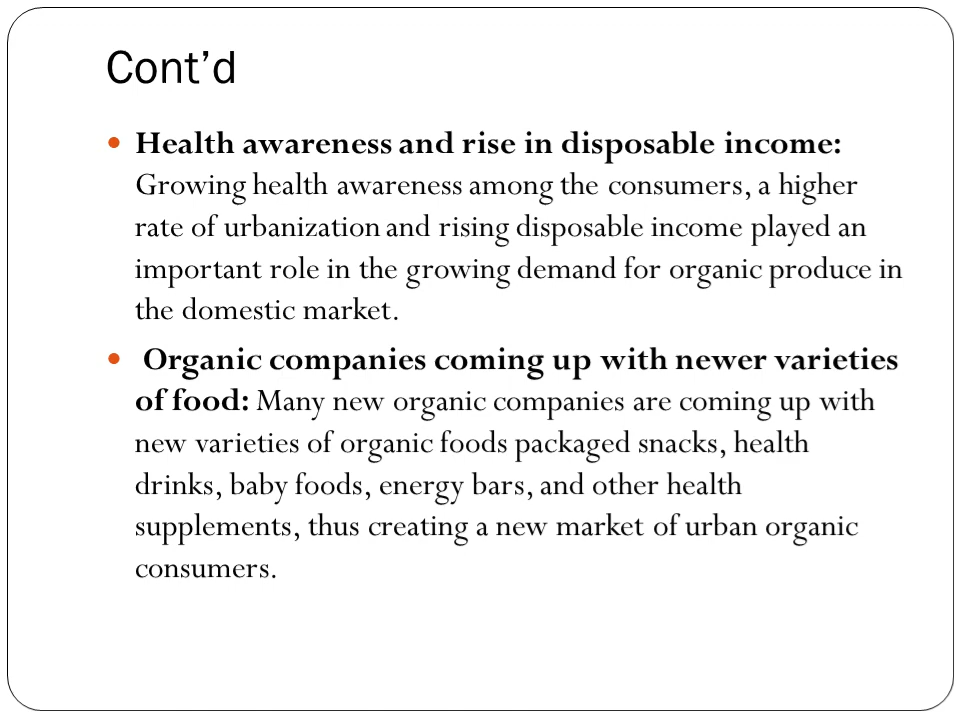 Cont’d
• Health awareness and rise in disposable income:
Growing health awareness among the consumers, a higher
rate of urbanization and rising disposable income played an
important role in the growing demand for organic produce in
the domestic market.
• Organic companies coming up with newer varieties
of food: Many new organic companies are coming up with
new varieties of organic foods packaged snacks, health
drinks, baby foods, energy bars, and other health
supplements, thus creating a new market of urban organic
consumers.